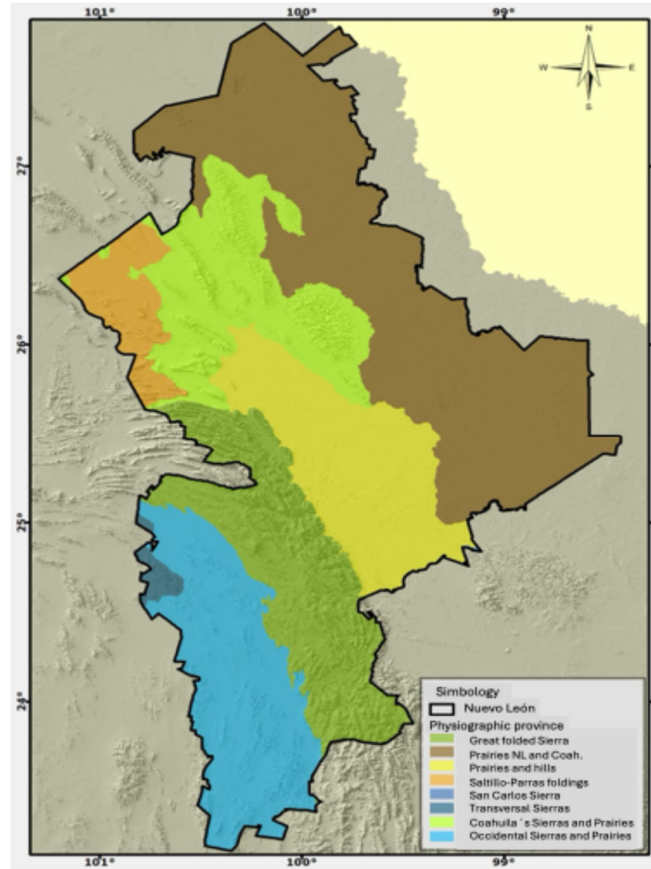 101° 100° 99°
N
W E
S
27°
26°
25°
24°
Simbology
Nuevo León
Physiographic province
Great folded Sierra
Prairies NL and Coah.
Prairies and hills
Saltillo-Parras foldings
San Carlos Sierra
Transversal Sierras
Coahuila´s Sierras and Prairies
Occidental Sierras and Prairies
101° 100° 99°